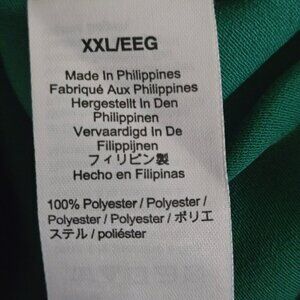 XXL/EEG
Made In Philippines
Fabriqué Aux Philippines
Hergestellt In Den
Philippinen
Vervaardigd In De
Filippijnen
フィリピン製
Hecho en Filipinas
100% Polyester / Polyester /
Polyester / Polyester / ポリエ
ステル / poliéster